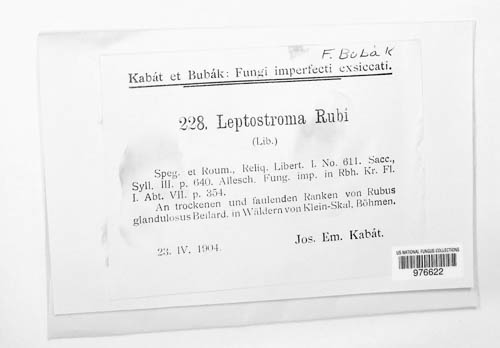 F. Bubák
Kabát et Bubák: Fungi imperfecti exsiccati.
228. Leptostroma Rubi
(Lib.)
Speg. et Roum., Reliq. Libert. I. No. 611. Sacc.,
Syll. III. p. 640. Allesch. Fung. imp. in Rbh. Kr. Fl.
I. Abt. VII. p. 354.
An trockenen und faulenden Ranken von Rubus
glandulosus Beilard. in Wäldern von Klein-Skal, Böhmen.
23. IV. 1904.
Jos. Em. Kabát.
US NATIONAL FUNGUS COLLECTIONS
976622